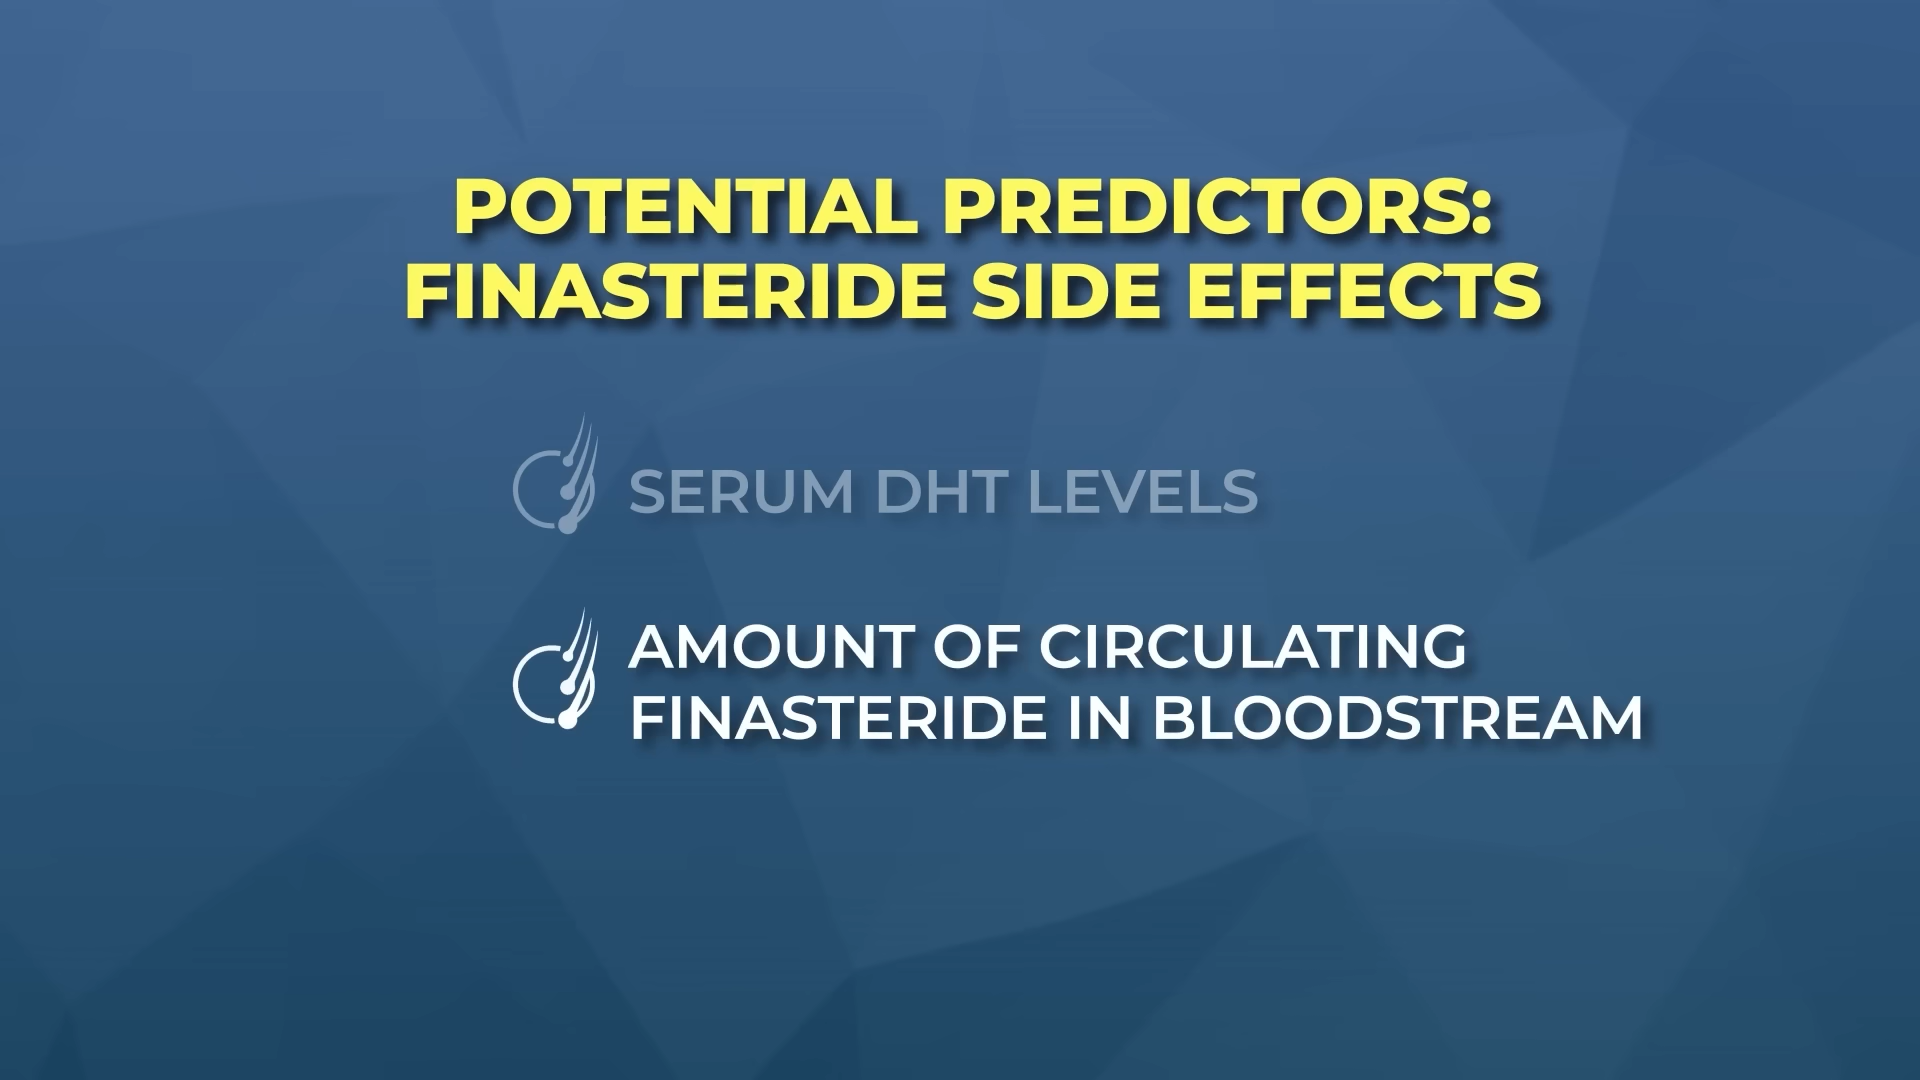 POTENTIAL PREDICTORS:
FINASTERIDE SIDE EFFECTS
SERUM DHT LEVELS
AMOUNT OF CIRCULATING
FINASTERIDE IN BLOODSTREAM